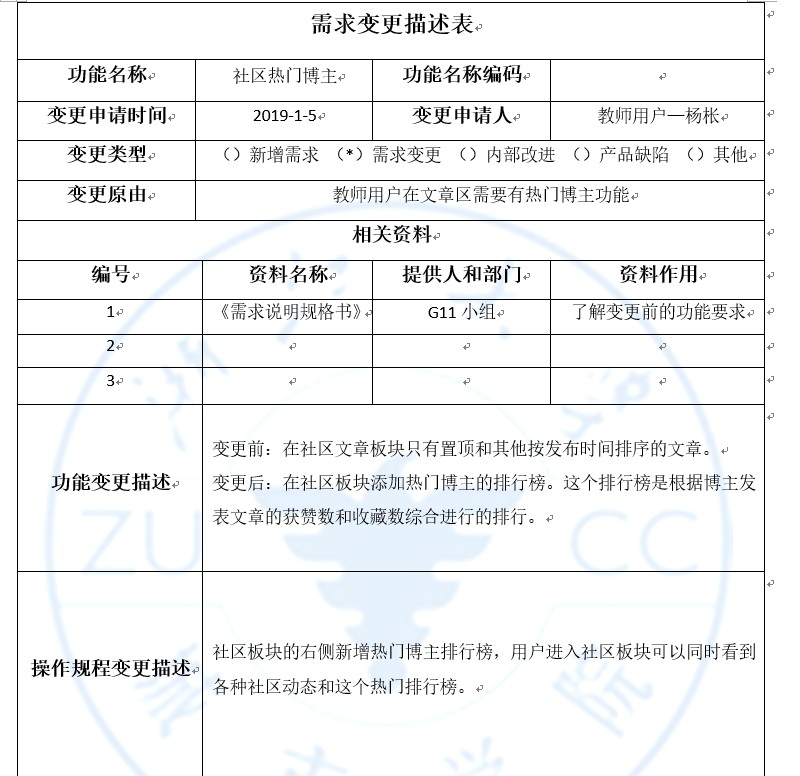 需求变更描述表
功能名称 社区热门博主 功能名称编码
变更申请时间 2019-1-5 变更申请人 教师用户—杨枨
变更类型 （）新增需求 （*）需求变更 （）内部改进 （）产品缺陷 （）其他
变更原由 教师用户在文章区需要有热门博主功能
相关资料
编号 资料名称 提供人和部门 资料作用
1 《需求说明规格书》 G11 小组 了解变更前的功能要求
2
3
功能变更描述
变更前：在社区文章板块只有置顶和其他按发布时间排序的文章。
变更后：在社区板块添加热门博主的排行榜。这个排行榜是根据博主发
表文章的获赞数和收藏数综合进行的排行。
ZU CC
操作规程变更描述
社区板块的右侧新增热门博主排行榜，用户进入社区板块可以同时看到
各种社区动态和这个热门排行榜。